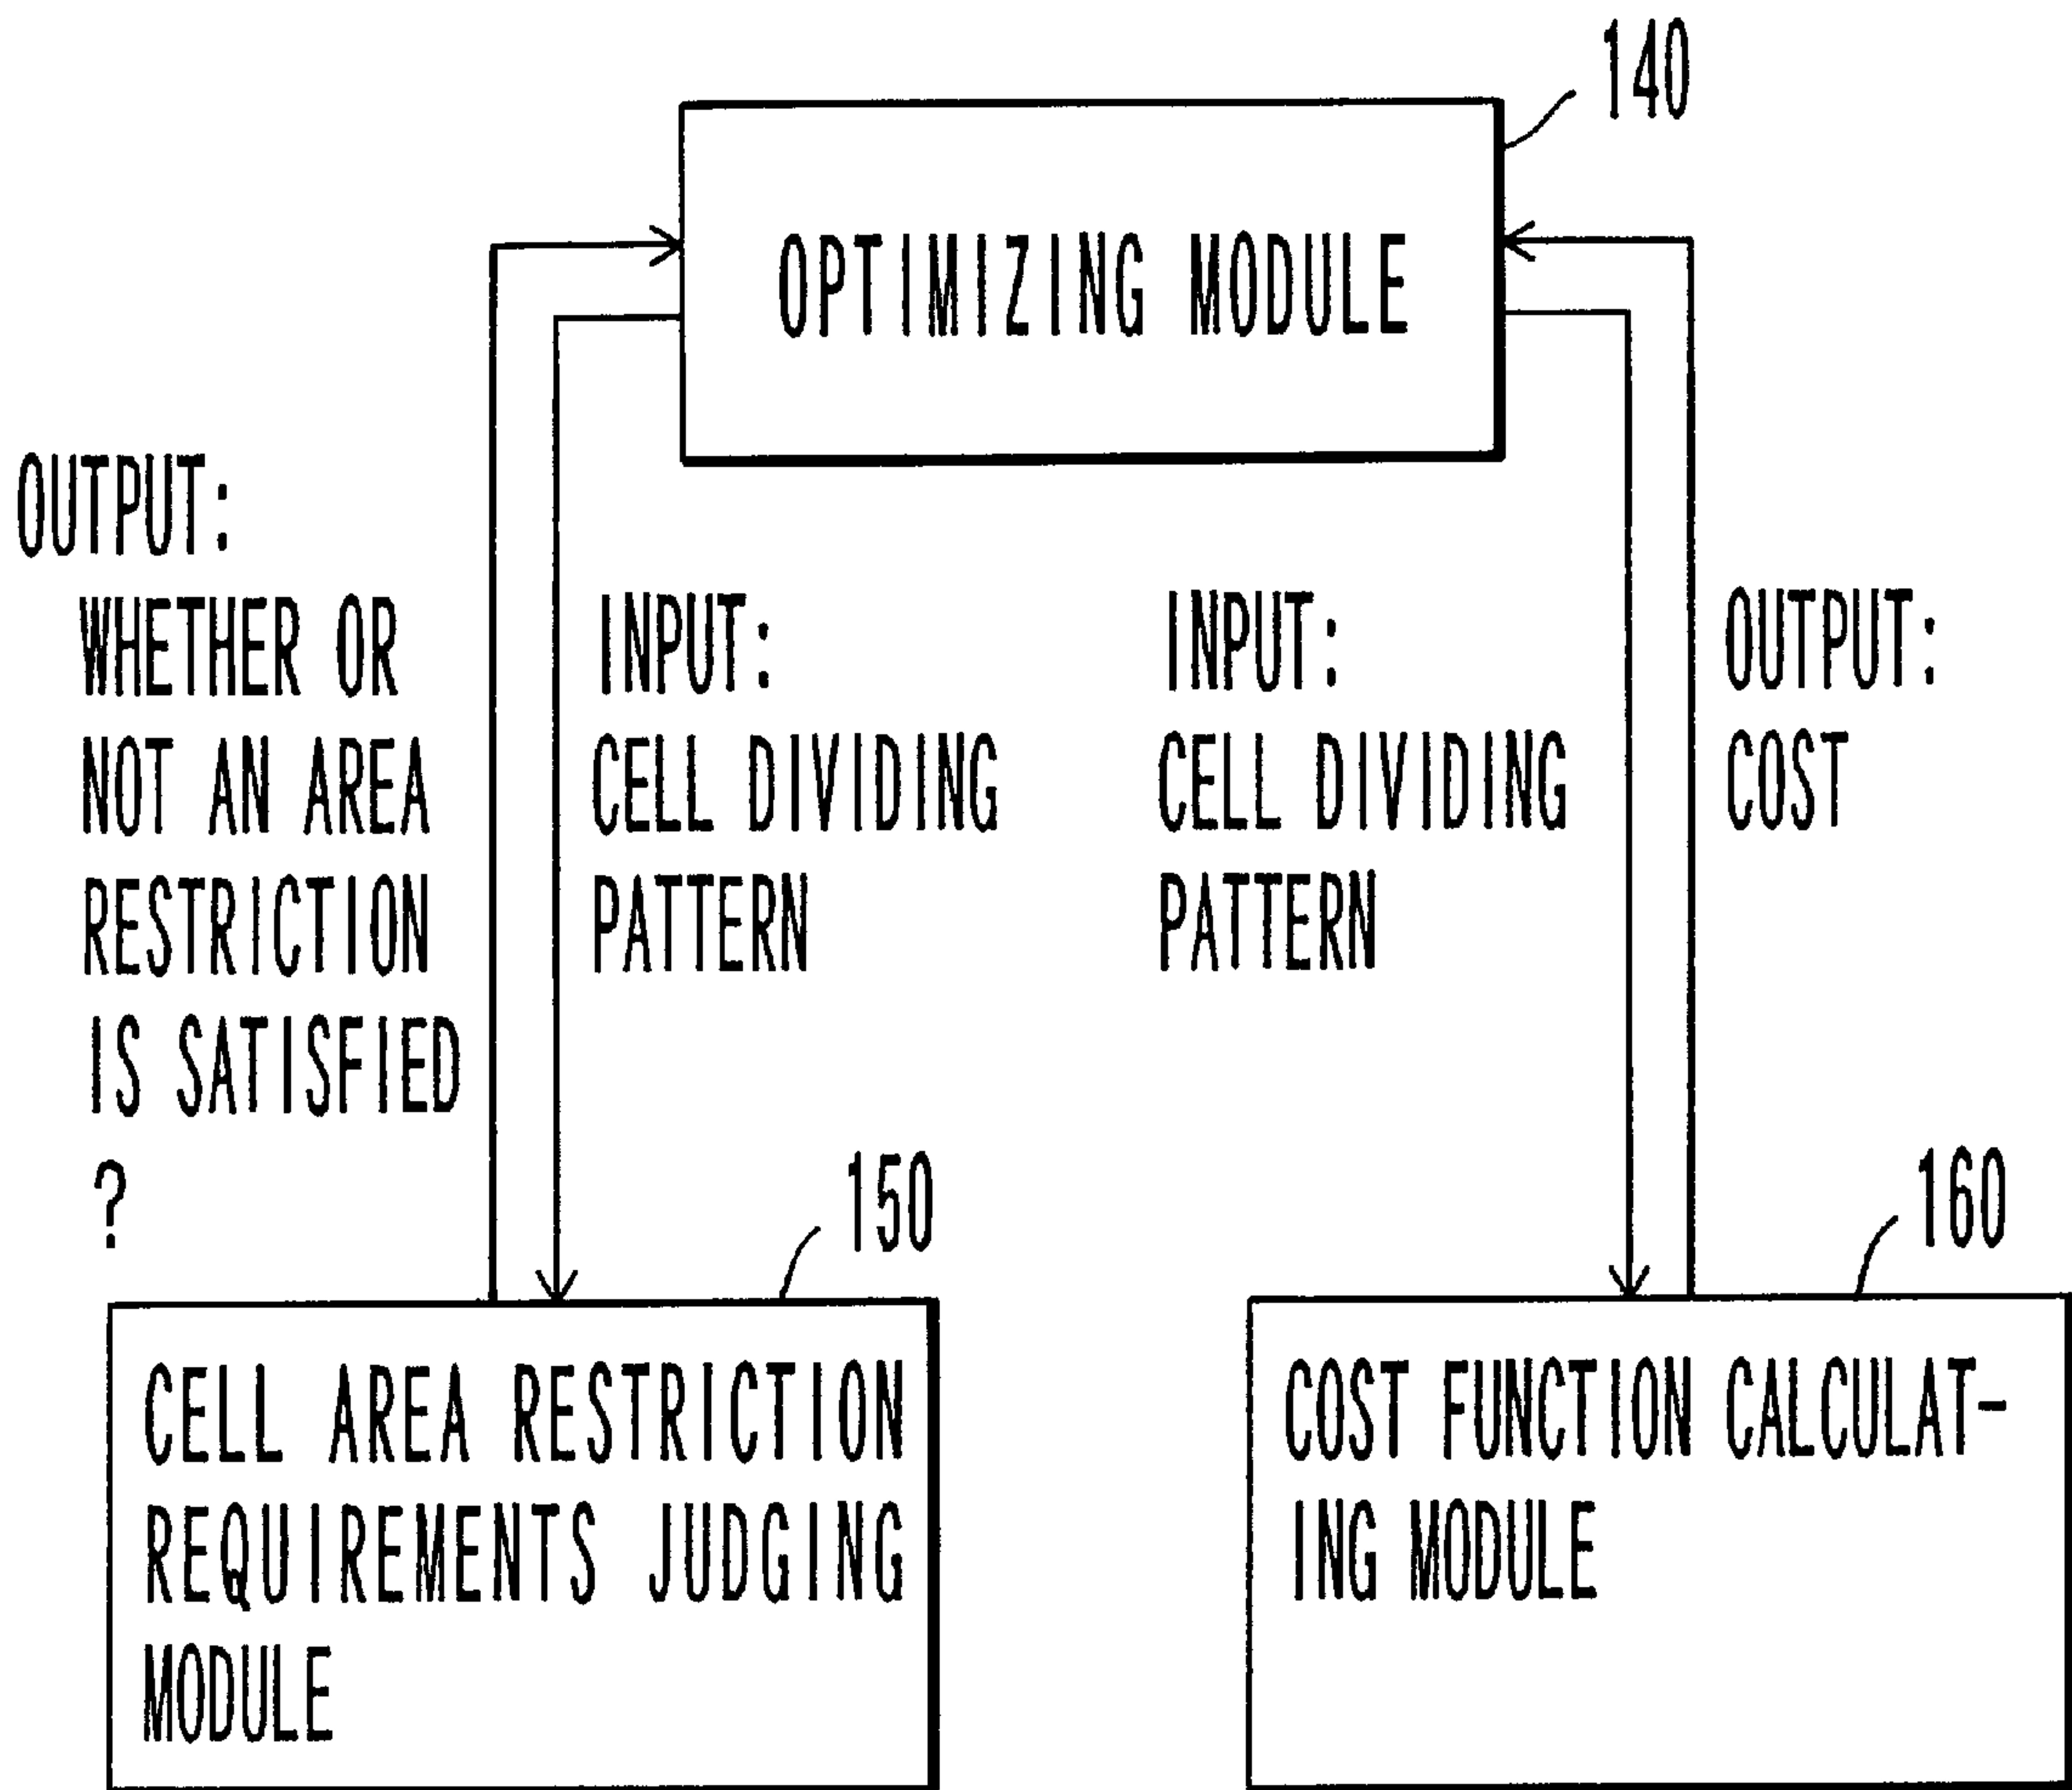 140
OPTIMIZING MODULE
OUTPUT:
WHETHER OR
NOT AN AREA
RESTRICTION
IS SATISFIED
?
INPUT:
CELL DIVIDING
PATTERN
INPUT:
CELL DIVIDING
PATTERN
OUTPUT:
COST
150
CELL AREA RESTRICTION
REQUIREMENTS JUDGING
MODULE
160
COST FUNCTION CALCULAT-
ING MODULE